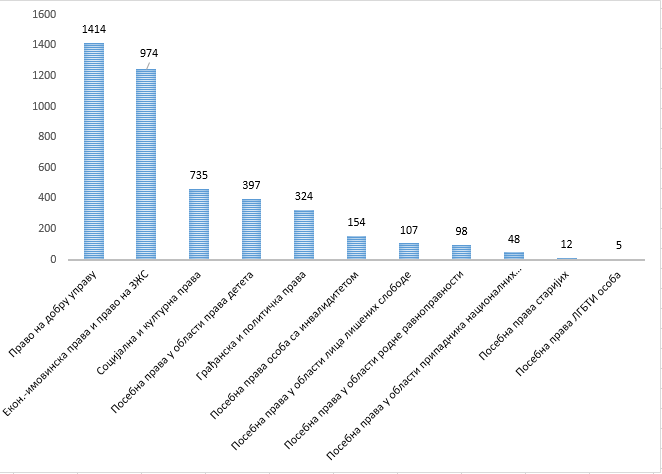 1600
1400
1200
1000
800
600
400
200
0
1414
974
735
397
324
154
107
98
48
12
5
Право на добру управу
Екон.-имовинска права и право на ЗЖС
Социјална и културна права
Посебна права у области права детета
Грађанска и политичка права
Посебна права особа са инвалидитетом
Посебна права у области лица лишених слободе
Посебна права у области родне равноправности
Посебна права у области припадника националних...
Посебна права старијих
Посебна права ЛГБТИ особа